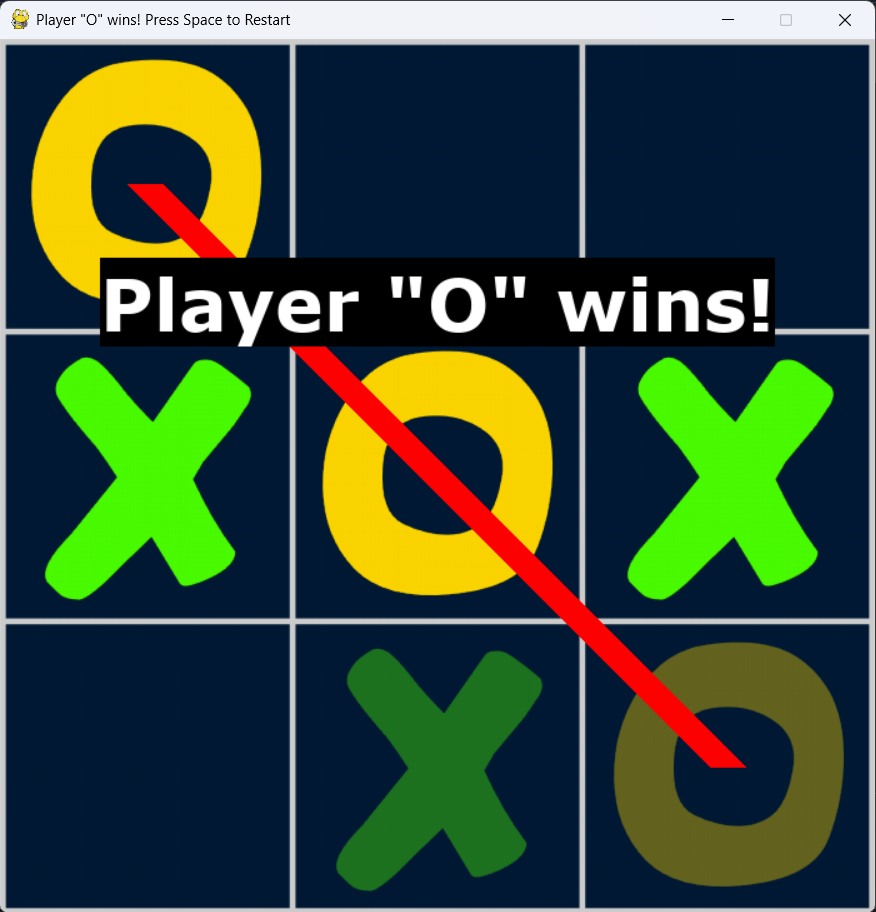 Player "O" wins! Press Space to Restart
O
Player "O" wins!
X O X
X O